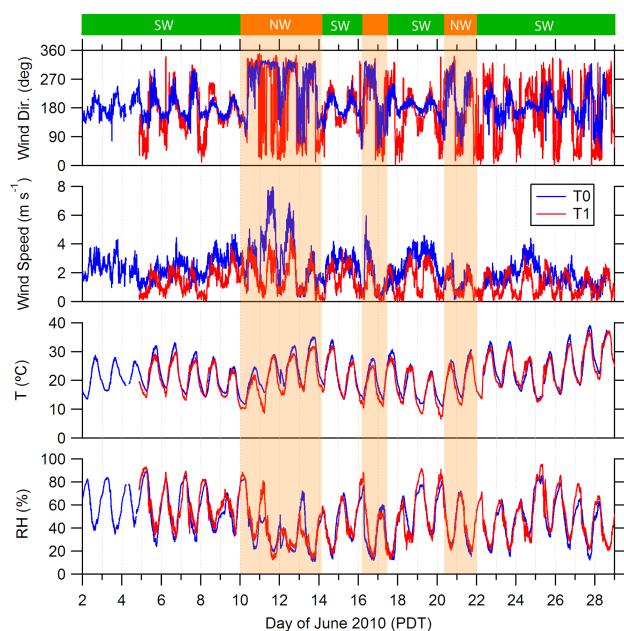 SW NW SW SW NW SW
360
270
180
90
0
Wind Dir. (deg)
8
6
4
2
0
Wind Speed (m s⁻¹)
T0
T1
40
30
20
10
0
T (ºC)
100
80
60
40
20
0
RH (%)
2 4 6 8 10 12 14 16 18 20 22 24 26 28
Day of June 2010 (PDT)